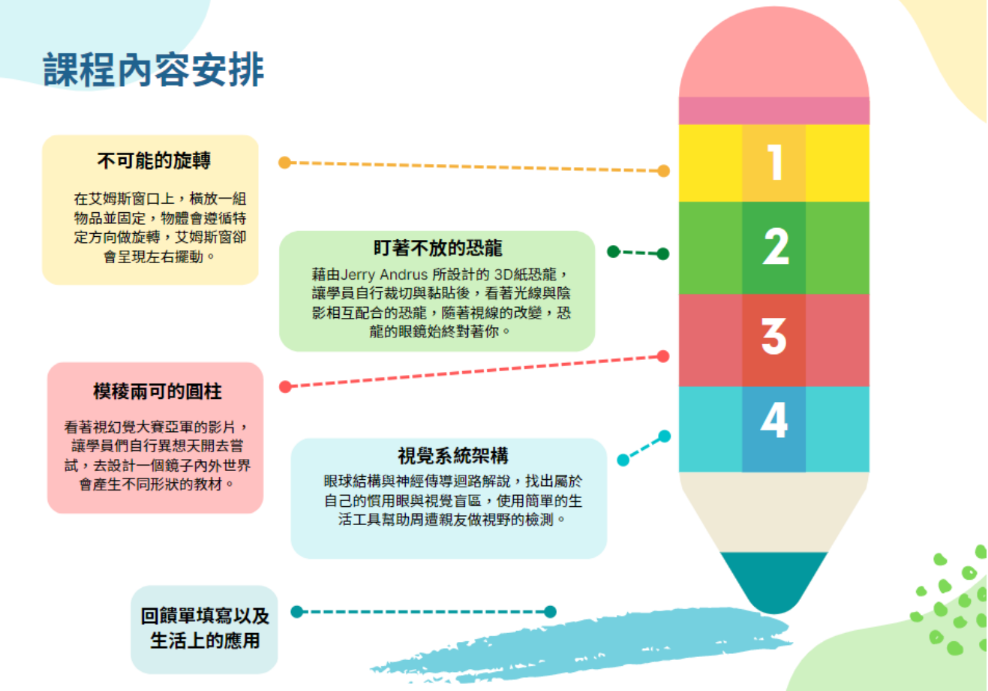 課程內容安排
不可能的旋轉
在艾姆斯窗口上，橫放一組
物品並固定，物體會遵循特
定方向做旋轉，艾姆斯窗卻
會呈現左右擺動。
1
盯著不放的恐龍
藉由Jerry Andrus 所設計的 3D紙恐龍，
讓學員自行裁切與黏貼後，看著光線與陰
影相互配合的恐龍，隨著視線的改變，恐
龍的眼鏡始終對著你。
2
模稜兩可的圓柱
看著視幻覺大賽亞軍的影片，
讓學員們自行異想天開去嘗
試，去設計一個鏡子內外世界
會產生不同形狀的教材。
3
視覺系統架構
眼球結構與神經傳導迴路解說，找出屬於
自己的慣用眼與視覺盲區，使用簡單的生
活工具幫助周遭親友做視野的檢測。
4
回饋單填寫以及
生活上的應用